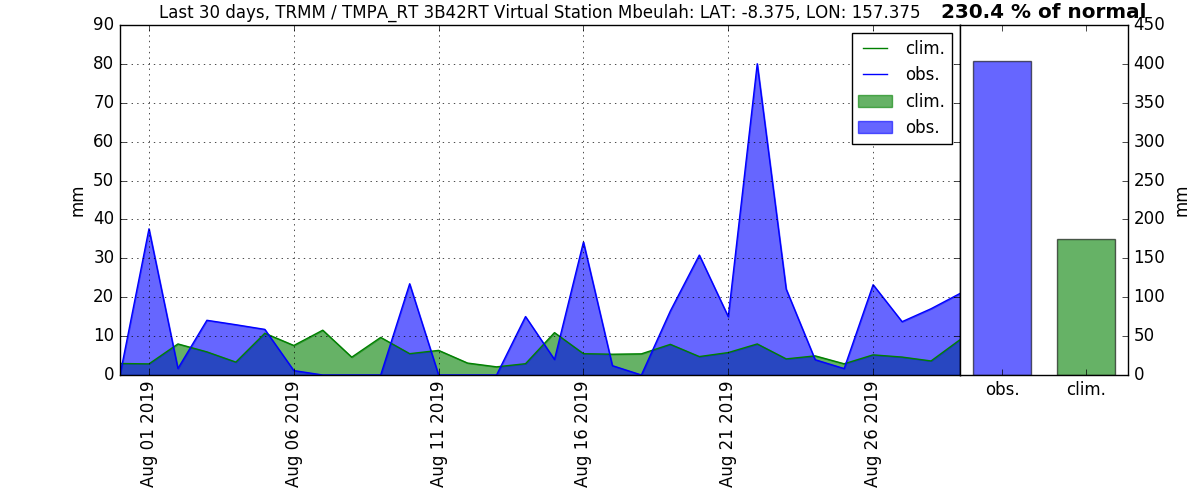 Last 30 days, TRMM / TMPA_RT 3B42RT Virtual Station Mbeulah: LAT: -8.375, LON: 157.375
230.4 % of normal
90
80
70
60
50
40
30
20
10
0
mm
clim.
obs.
clim.
obs.
Aug 01 2019
Aug 06 2019
Aug 11 2019
Aug 16 2019
Aug 21 2019
Aug 26 2019
450
400
350
300
250
200
150
100
50
0
mm
obs.
clim.